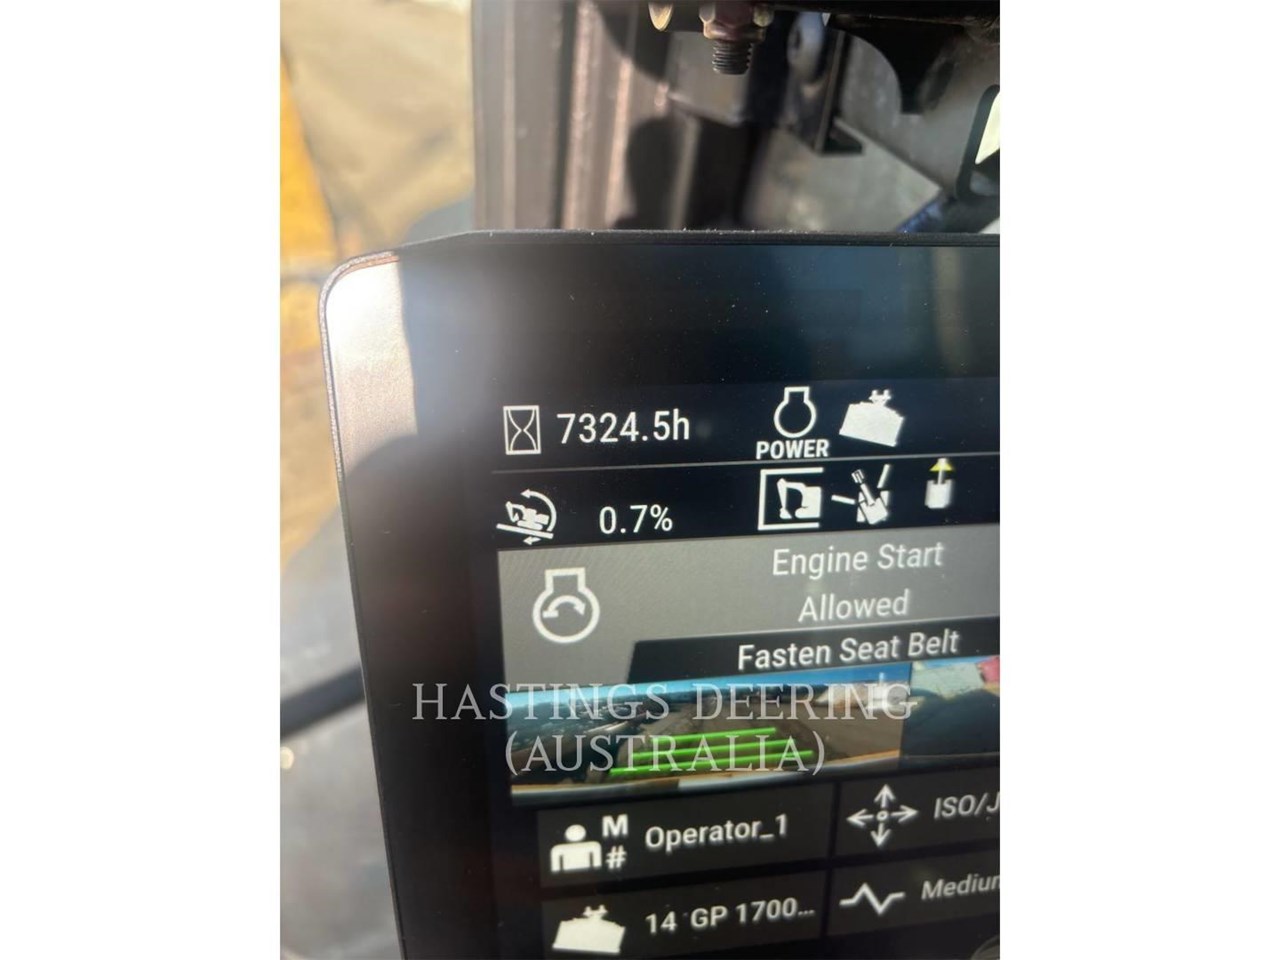 7324.5h
POWER
0.7%
Engine Start
Allowed
Fasten Seat Belt
HASTINGS DEERING
(AUSTRALIA)
M
#
Operator_1
ISO/J
14 GP 1700...
Medium